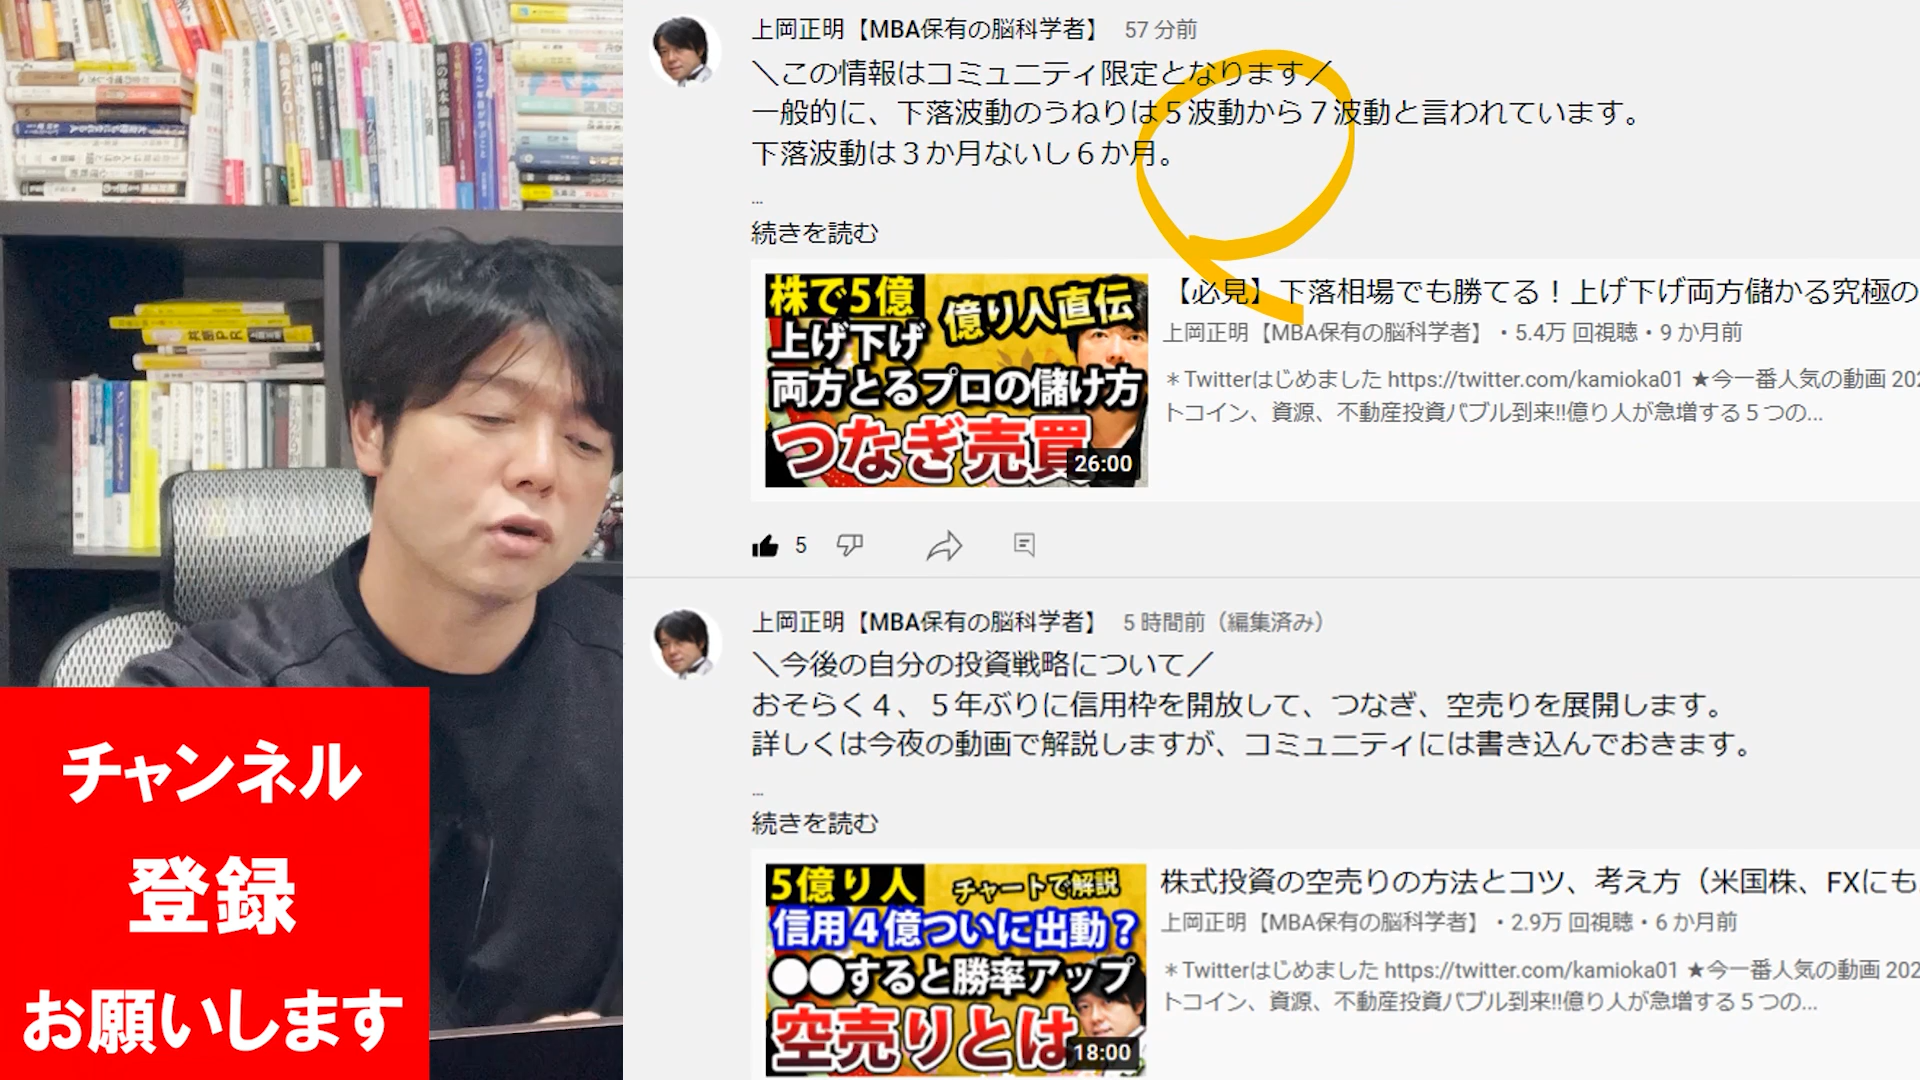 上岡正明【MBA保有の脳科学者】 57 分前
＼この情報はコミュニティ限定となります／
一般的に、下落波動のうねりは５波動から７波動と言われています。
下落波動は３か月ないし６か月。
...
続きを読む
株で5億
億り人直伝
上げ下げ
両方とるプロの儲け方
つなぎ売買
26:00
【必見】下落相場でも勝てる！上げ下げ両方儲かる究極の
上岡正明【MBA保有の脳科学者】・5.4万 回視聴・9 か月前
＊Twitterはじめました https://twitter.com/kamioka01 ★今一番人気の動画 202
トコイン、資源、不動産投資バブル到来!!億り人が急増する５つの...
5
上岡正明【MBA保有の脳科学者】 5 時間前（編集済み）
＼今後の自分の投資戦略について／
おそらく４、５年ぶりに信用枠を開放して、つなぎ、空売りを展開します。
詳しくは今夜の動画で解説しますが、コミュニティには書き込んでおきます。
...
続きを読む
5億り人
チャートで解説
信用４億ついに出動？
●●すると勝率アップ
空売りとは
18:00
株式投資の空売りの方法とコツ、考え方（米国株、FXにも
上岡正明【MBA保有の脳科学者】・2.9万 回視聴・6 か月前
＊Twitterはじめました https://twitter.com/kamioka01 ★今一番人気の動画 202
トコイン、資源、不動産投資バブル到来!!億り人が急増する５つの...
チャンネル
登録
お願いします